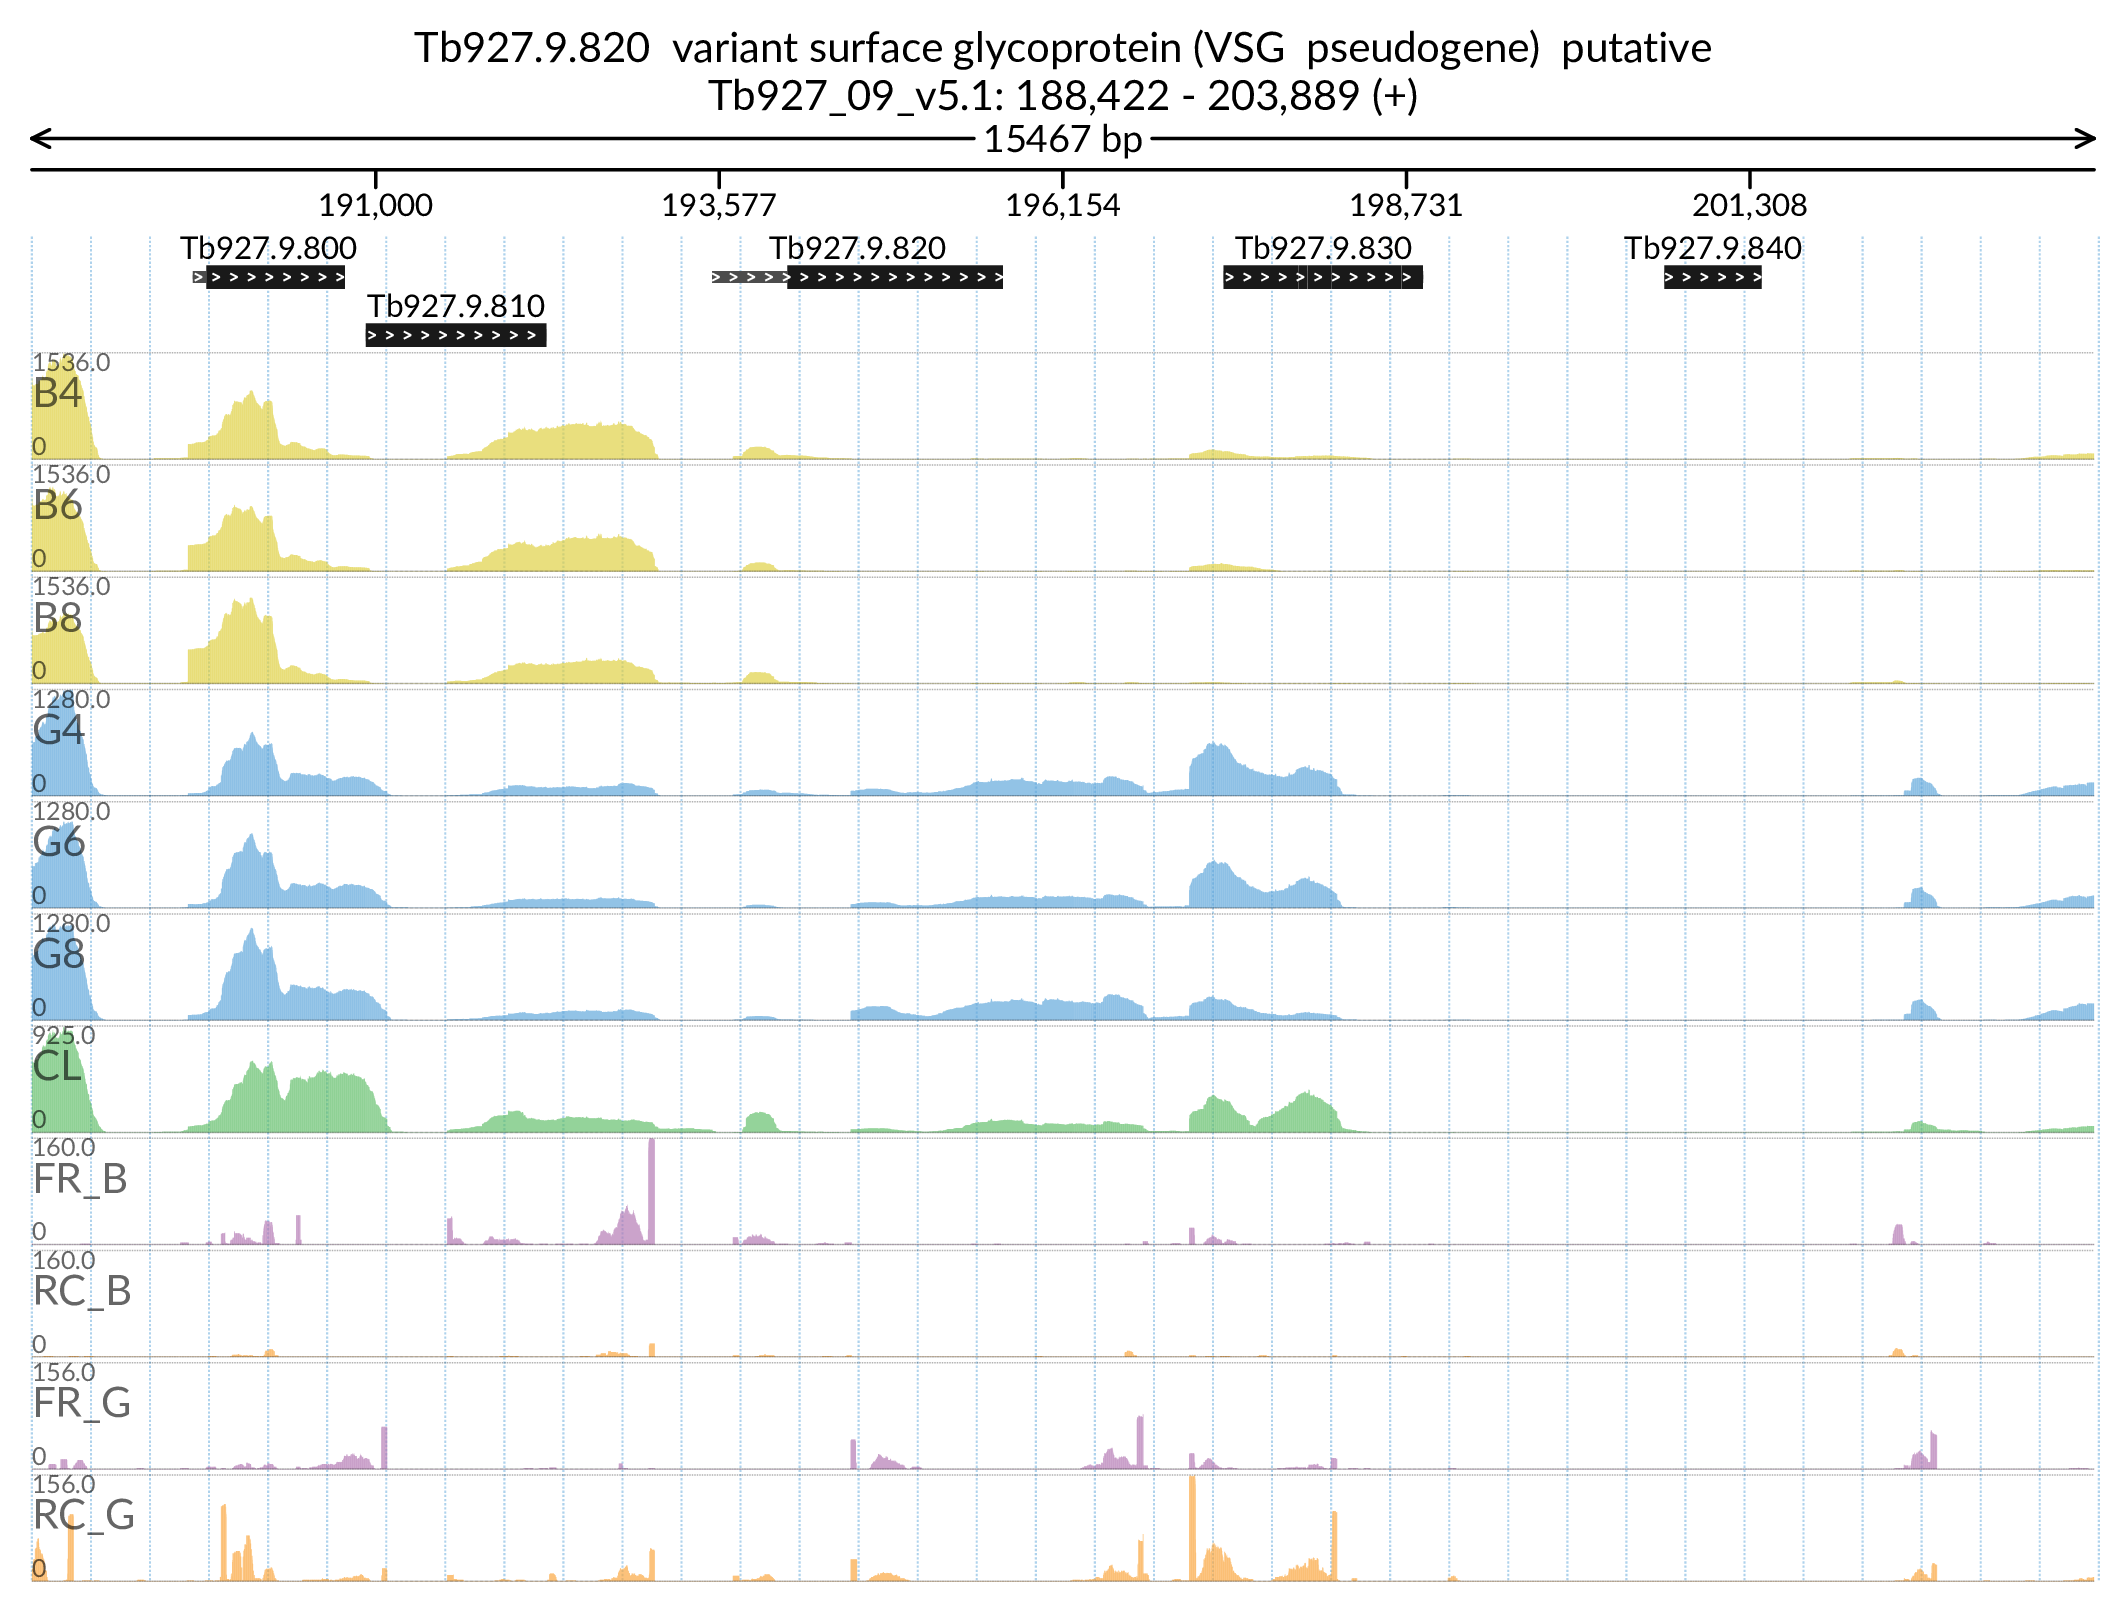 Tb927.9.820 variant surface glycoprotein (VSG pseudogene) putative
Tb927_09_v5.1: 188,422 - 203,889 (+)
15467 bp
191,000 193,577 196,154 198,731 201,308
Tb927.9.800 Tb927.9.820 Tb927.9.830 Tb927.9.840
Tb927.9.810
1536.0
B4
0
1536.0
B6
0
1536.0
B8
0
1280.0
G4
0
1280.0
G6
0
1280.0
G8
0
925.0
CL
0
160.0
FR_B
0
160.0
RC_B
0
156.0
FR_G
0
156.0
RC_G
0